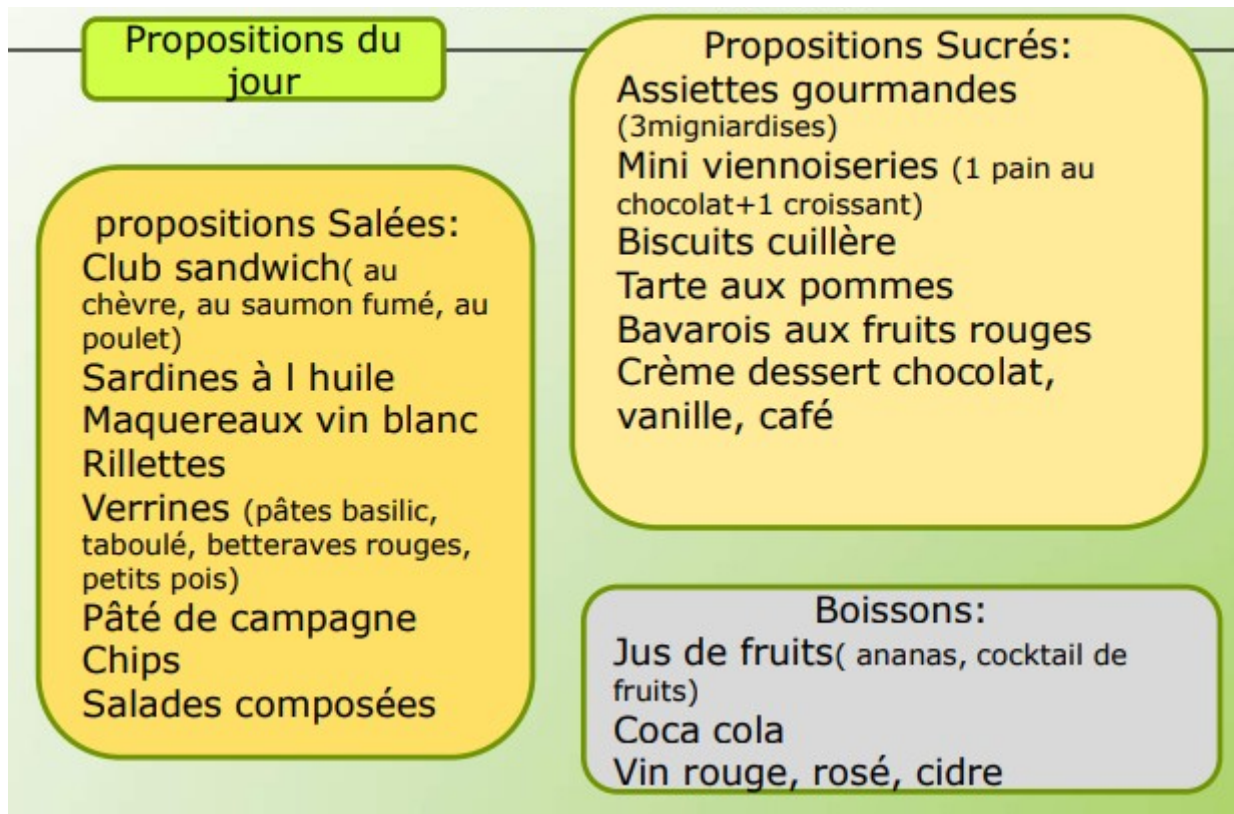 Propositions du
jour
propositions Salées:
Club sandwich( au
chèvre, au saumon fumé, au
poulet)
Sardines à l huile
Maquereaux vin blanc
Rillettes
Verrines (pâtes basilic,
taboulé, betteraves rouges,
petits pois)
Pâté de campagne
Chips
Salades composées
Propositions Sucrés:
Assiettes gourmandes
(3migniardises)
Mini viennoiseries (1 pain au
chocolat+1 croissant)
Biscuits cuillère
Tarte aux pommes
Bavarois aux fruits rouges
Crème dessert chocolat,
vanille, café
Boissons:
Jus de fruits( ananas, cocktail de
fruits)
Coca cola
Vin rouge, rosé, cidre